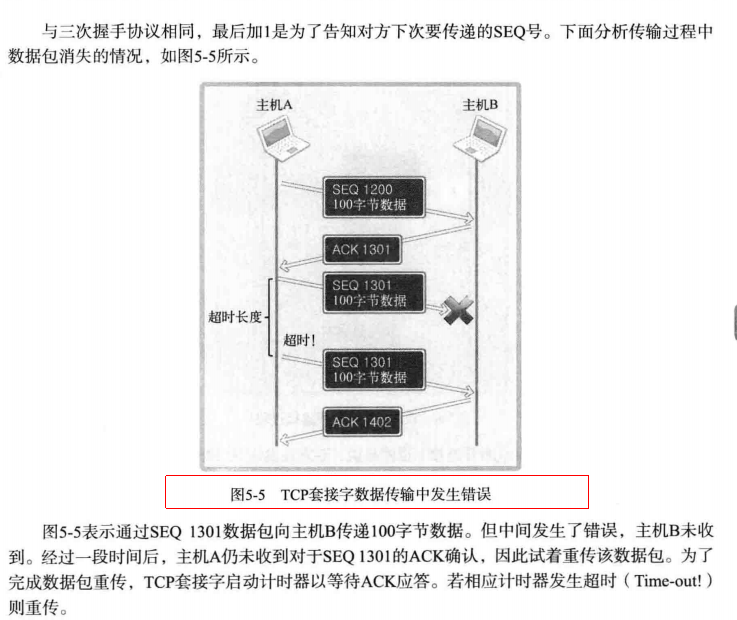 与三次握手协议相同，最后加1是为了告知对方下次要传递的SEQ号。下面分析传输过程中
数据包消失的情况，如图5-5所示。
主机A
主机B
SEQ 1200
100字节数据
ACK 1301
SEQ 1301
100字节数据
超时长度
超时！
SEQ 1301
100字节数据
ACK 1402
图5-5 TCP套接字数据传输中发生错误
图5-5表示通过SEQ 1301数据包向主机B传递100字节数据。但中间发生了错误，主机B未收
到。经过一段时间后，主机A仍未收到对于SEQ 1301的ACK确认，因此试着重传该数据包。为了
完成数据包重传，TCP套接字启动计时器以等待ACK应答。若相应计时器发生超时（Time-out!）
则重传。